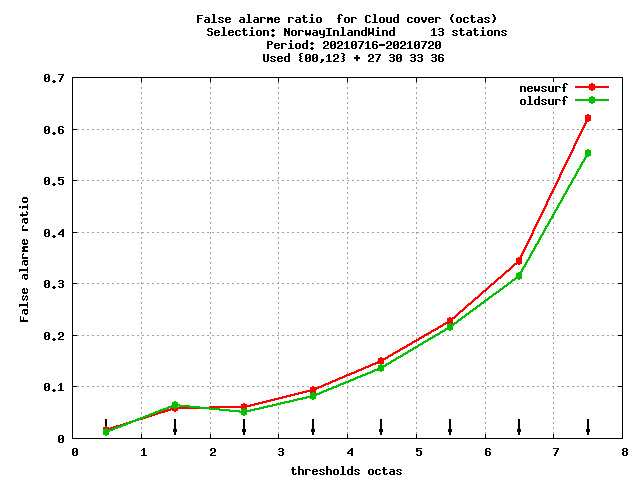 False alarme ratio  for Cloud cover (octas)
Selection: NorwayInlandWind     13 stations
Period: 20210716-20210720
Used {00,12} + 27 30 33 36
newsurf
oldsurf
0.7
0.6
0.5
0.4
0.3
0.2
0.1
0
False alarme ratio
0 1 2 3 4 5 6 7 8
thresholds octas